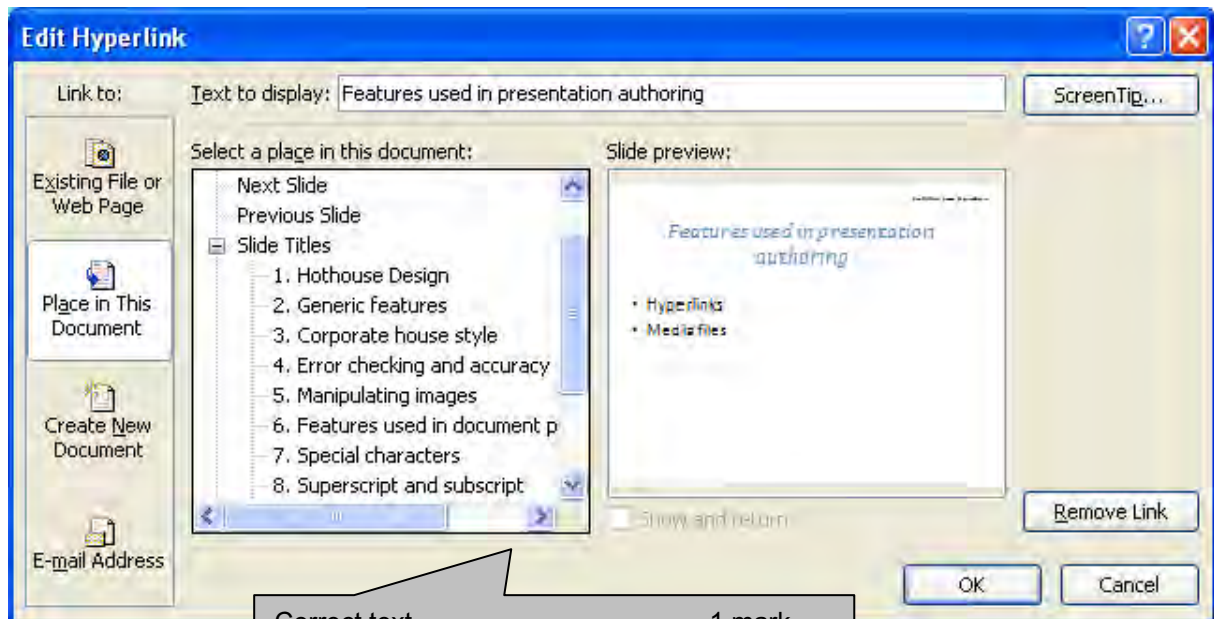 Edit Hyperlink
Link to:
Text to display: Features used in presentation authoring
ScreenTip...
Existing File or
Web Page
Place in This
Document
Create New
Document
E-mail Address
Select a place in this document:
Next Slide
Previous Slide
Slide Titles
1. Hothouse Design
2. Generic features
3. Corporate house style
4. Error checking and accuracy
5. Manipulating images
6. Features used in document p
7. Special characters
8. Superscript and subscript
Slide preview:
Features used in presentation
authoring
• Hyperlinks
• Media files
Show and return
Remove Link
OK
Cancel
Correct text 1 mark